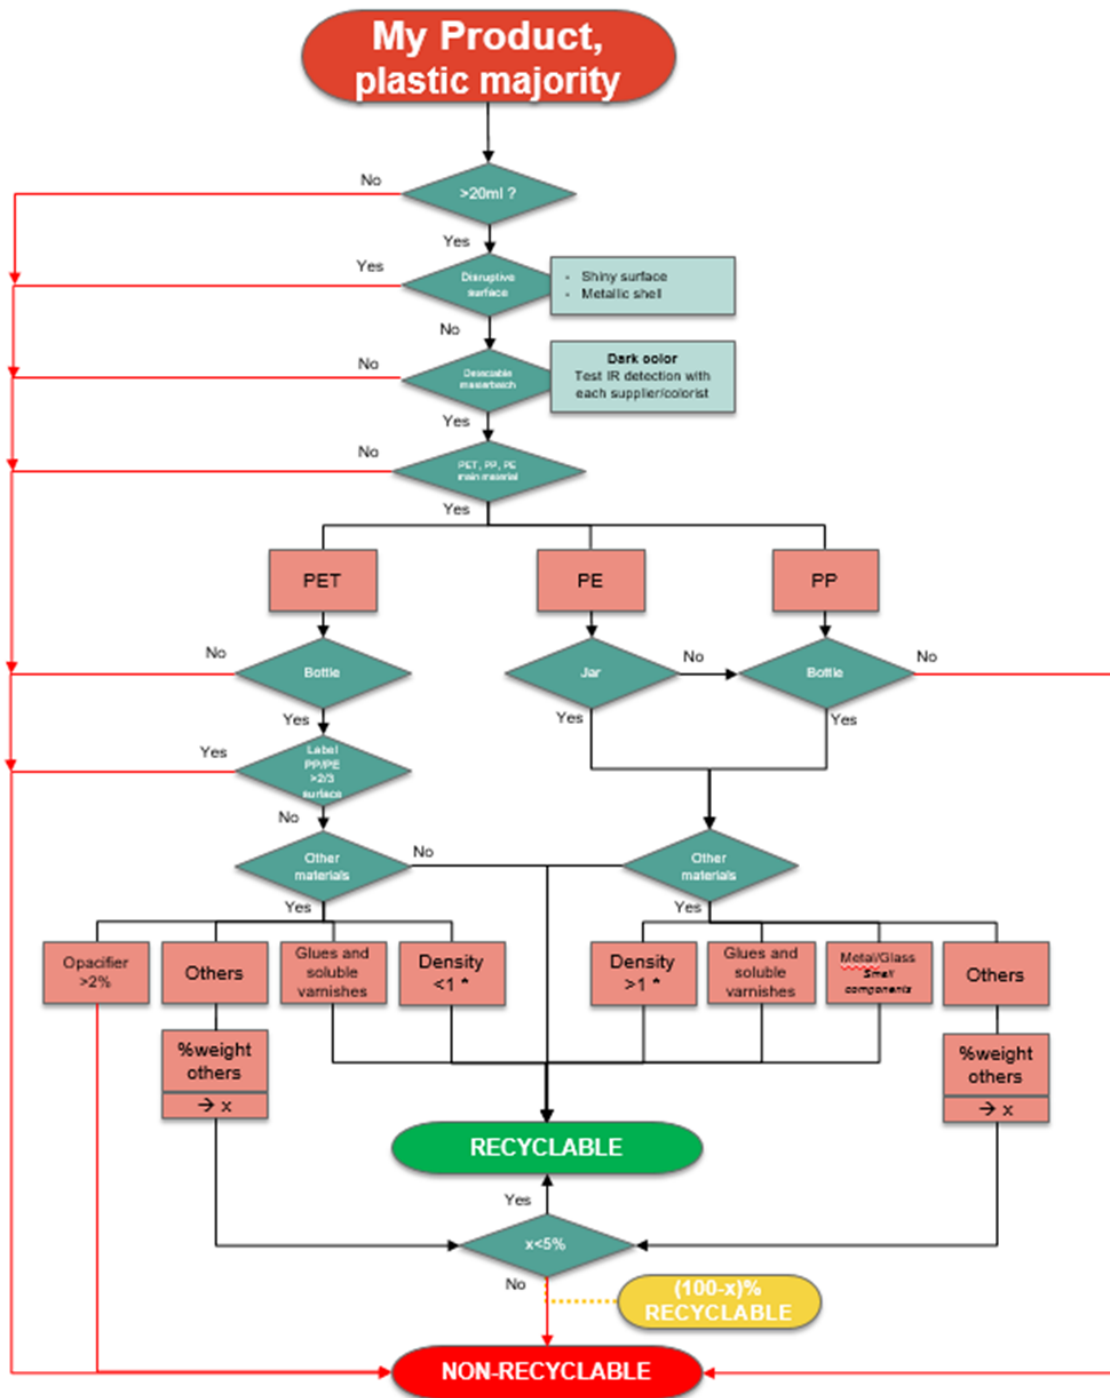 My Product,
plastic majority
No
>20ml ?
Yes
Yes
Disruptive
surface
- Shiny surface
- Metallic shell
No
No
Detectable
masterbatch
Dark color
Test IR detection with
each supplier/colorist
Yes
No
PET, PP, PE
main material
Yes
PET
PE
PP
No
Bottle
Jar
No
Bottle
No
Yes
Yes
Yes
Yes
Label
PP/PE
>2/3
surface
No
Other
materials
No
Other
materials
Yes
Yes
Opacifier
>2%
Others
Glues and
soluble
varnishes
Density
<1 *
Density
>1 *
Glues and
soluble
varnishes
Metal/Glass
Small
components
Others
%weight
others
→ x
%weight
others
→ x
RECYCLABLE
Yes
x<5%
No
(100-x)%
RECYCLABLE
NON-RECYCLABLE